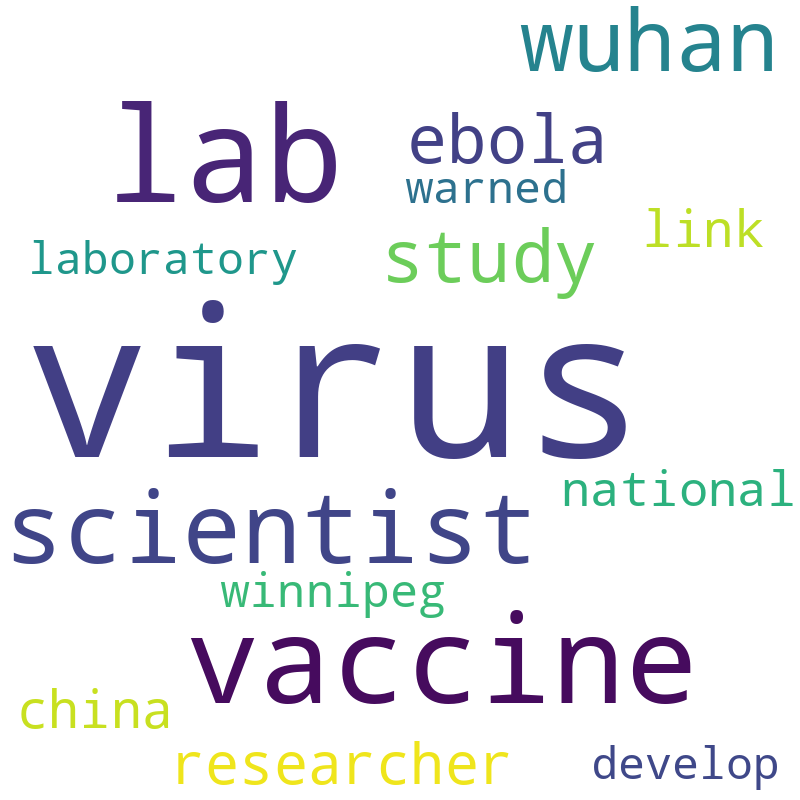 wuhan
lab
ebola
warned
link
study
laboratory
virus
national
scientist
winnipeg
vaccine
china
researcher
develop